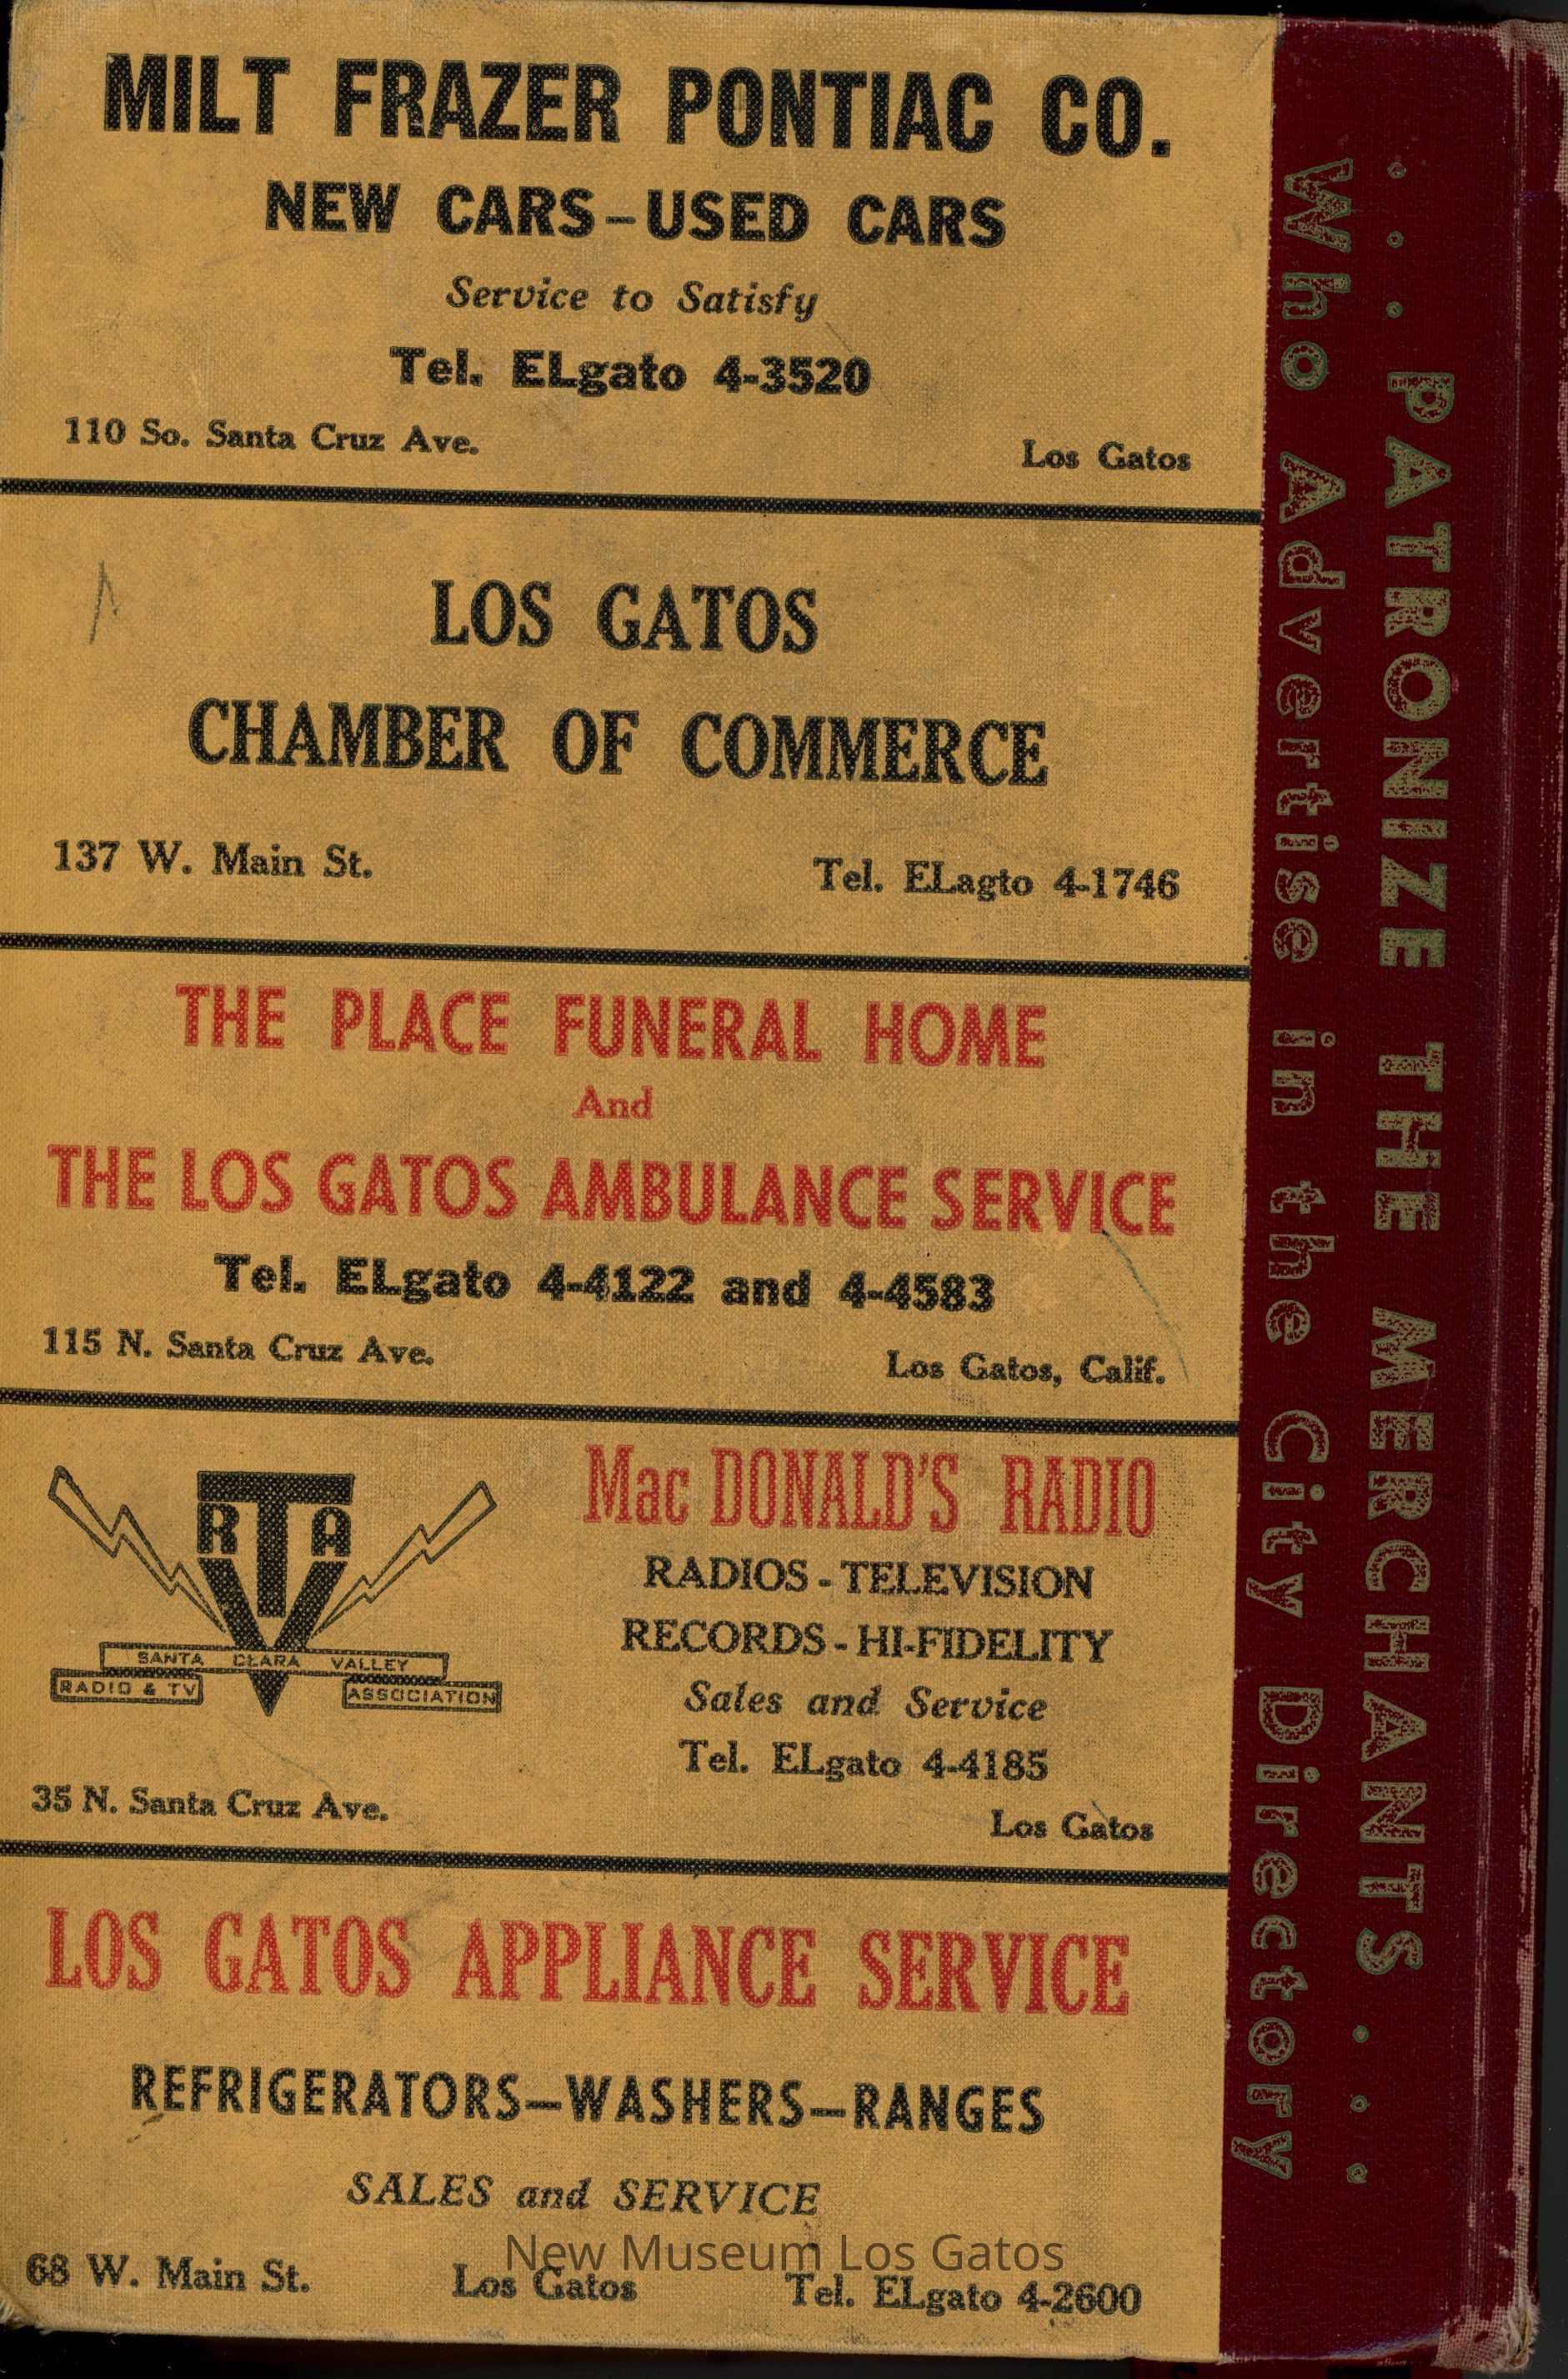 MILT FRAZER PONTIAC CO.
NEW CARS-USED CARS
Service to Satisfy
Tel. ELgato 4-3520
110 So. Santa Cruz Ave.
Los Gatos
LOS GATOS
CHAMBER OF COMMERCE
137 W. Main St.
Tel. ELagto 4-1746
THE PLACE FUNERAL HOME
And
THE LOS GATOS AMBULANCE SERVICE
Tel. ELgato 4-4122 and 4-4583
115 N. Santa Cruz Ave.
Los Gatos, Calif.
RTA
SANTA CLARA VALLEY
RADIO & TV
ASSOCIATION
Mac DONALD'S RADIO
RADIOS - TELEVISION
RECORDS - HI-FIDELITY
Sales and Service
Tel. ELgato 4-4185
35 N. Santa Cruz Ave.
Los Gatos
LOS GATOS APPLIANCE SERVICE
REFRIGERATORS—WASHERS—RANGES
SALES and SERVICE
68 W. Main St. Los Gatos Tel. ELgato 4-2600
New Museum Los Gatos
. . . PATRONIZE THE MERCHANTS . . .
Who Advertise in the City Directory